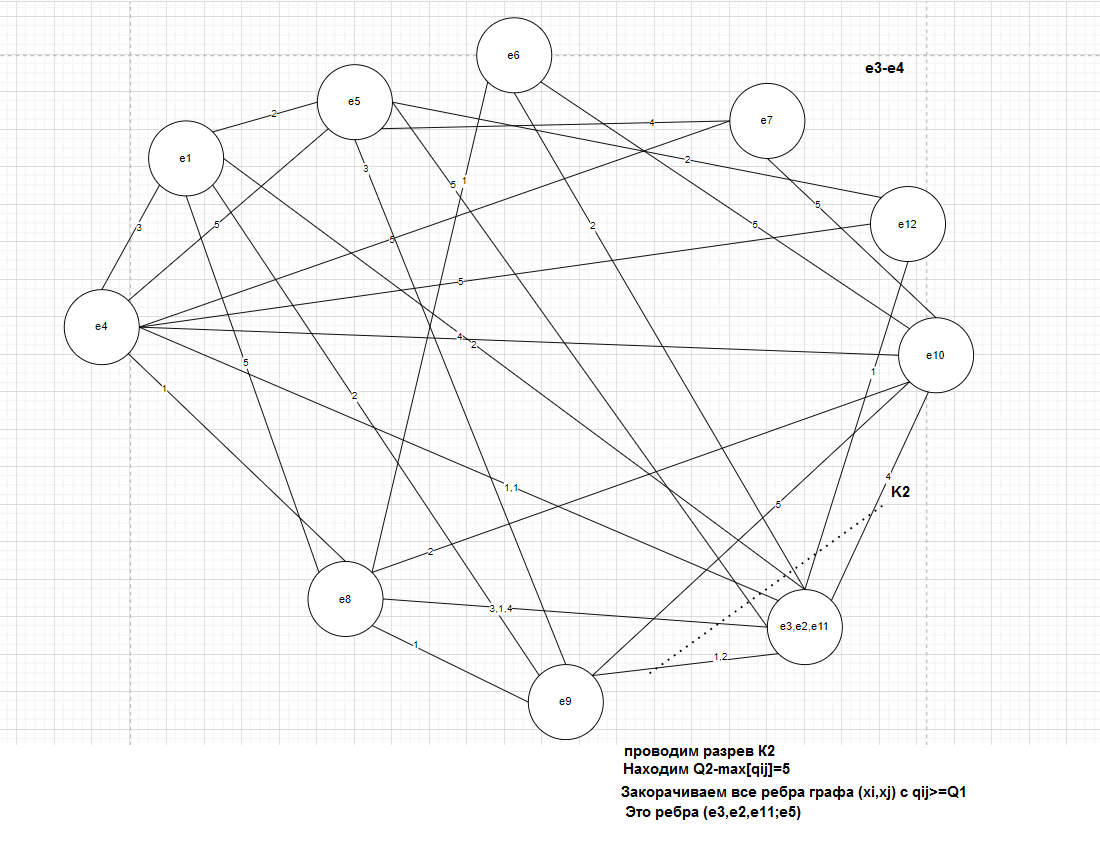 e6
e3-e4
e5
e7
2
4
e1
2
3
5
1
5
2
5
5
e12
3
5
5
e4
4
2
e10
5
1
1
2
4
1,1
K2
5
2
e8
3,1,4
e3,e2,e11
1
1,2
e9
проводим разрев К2
Находим Q2-max[qij]=5
Закорачиваем все ребра графа (xi,xj) с qij>=Q1
Это ребра (e3,e2,e11;e5)